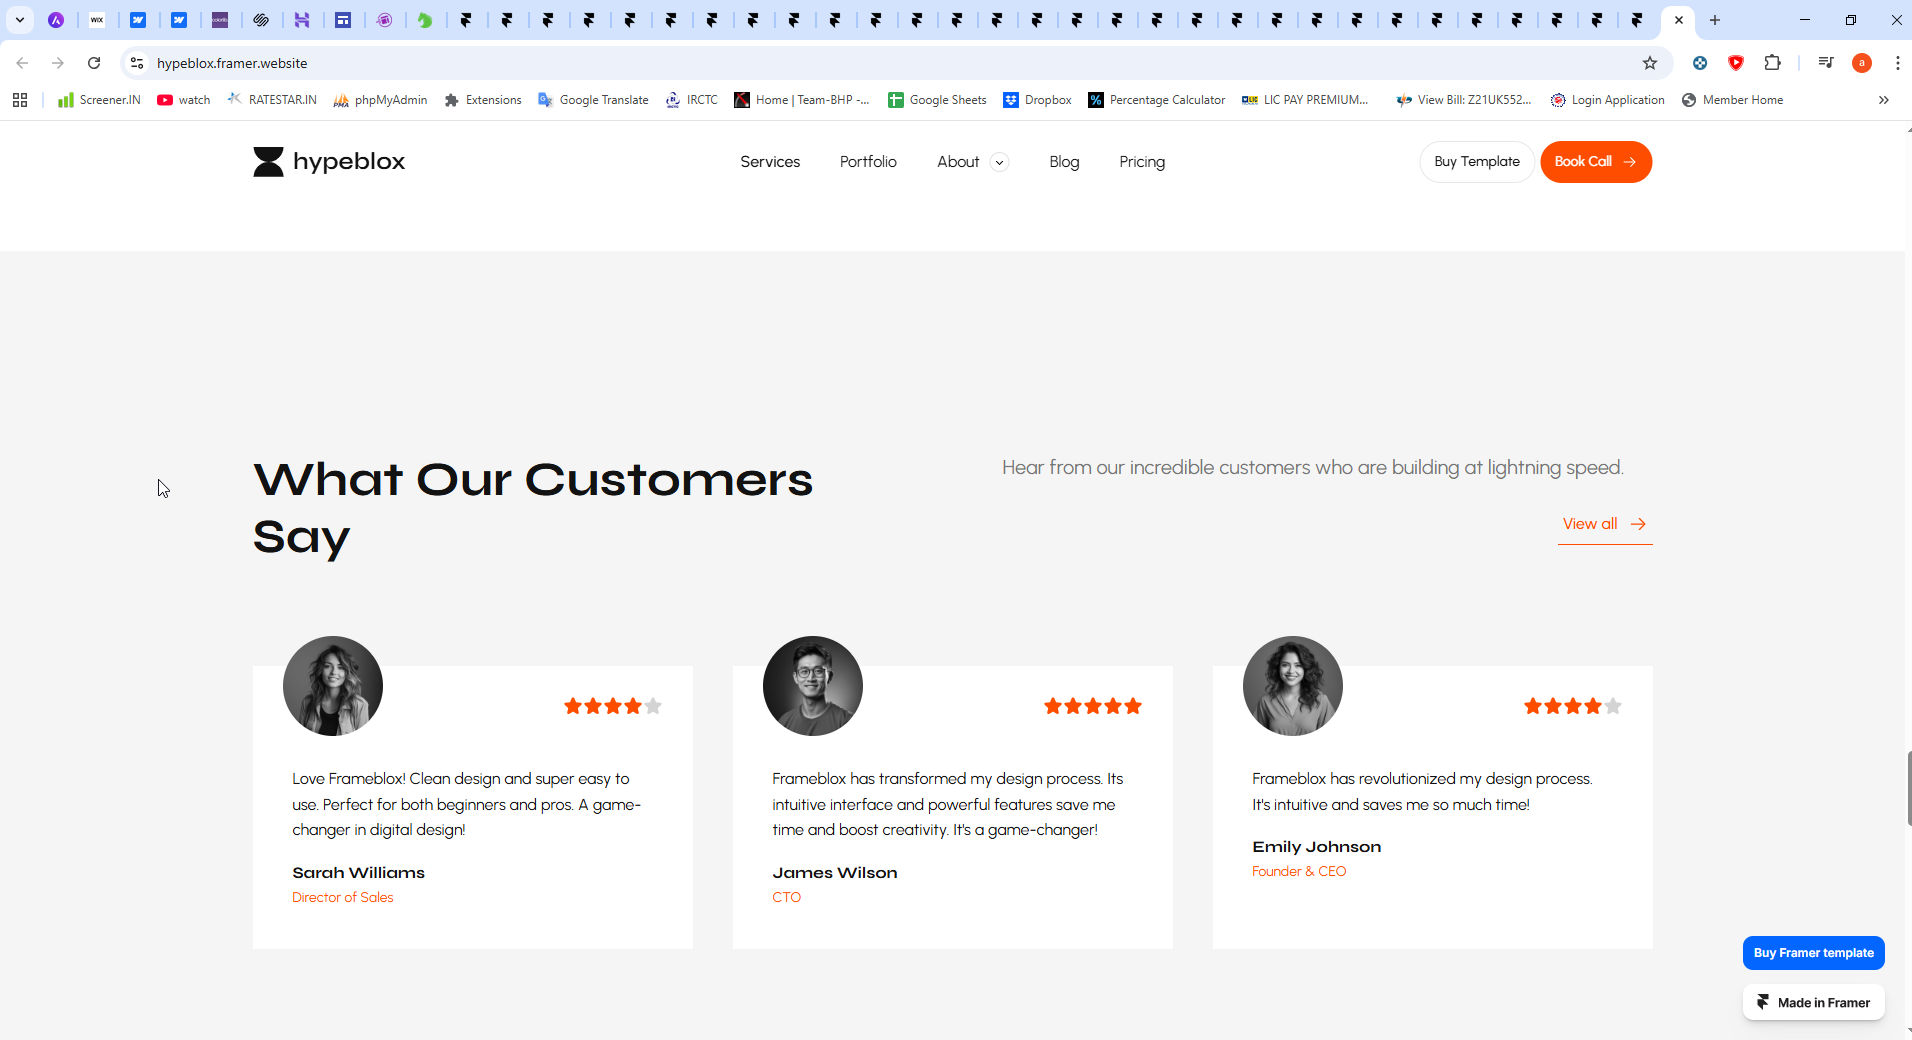 WIX
hypeblox.framer.website
a
Screener.IN
watch
RATESTAR.IN
PMA
phpMyAdmin
Extensions
Google Translate
IRCTC
Home | Team-BHP -...
Google Sheets
Dropbox
%
Percentage Calculator
LIC PAY PREMIUM...
View Bill: Z21UK552...
Login Application
Member Home
hypeblox
Services
Portfolio
About
Blog
Pricing
Buy Template
Book Call
What Our Customers
Say
Hear from our incredible customers who are building at lightning speed.
View all
Love Frameblox! Clean design and super easy to
use. Perfect for both beginners and pros. A game-
changer in digital design!
Sarah Williams
Director of Sales
Frameblox has transformed my design process. Its
intuitive interface and powerful features save me
time and boost creativity. It's a game-changer!
James Wilson
CTO
Frameblox has revolutionized my design process.
It's intuitive and saves me so much time!
Emily Johnson
Founder & CEO
Buy Framer template
Made in Framer